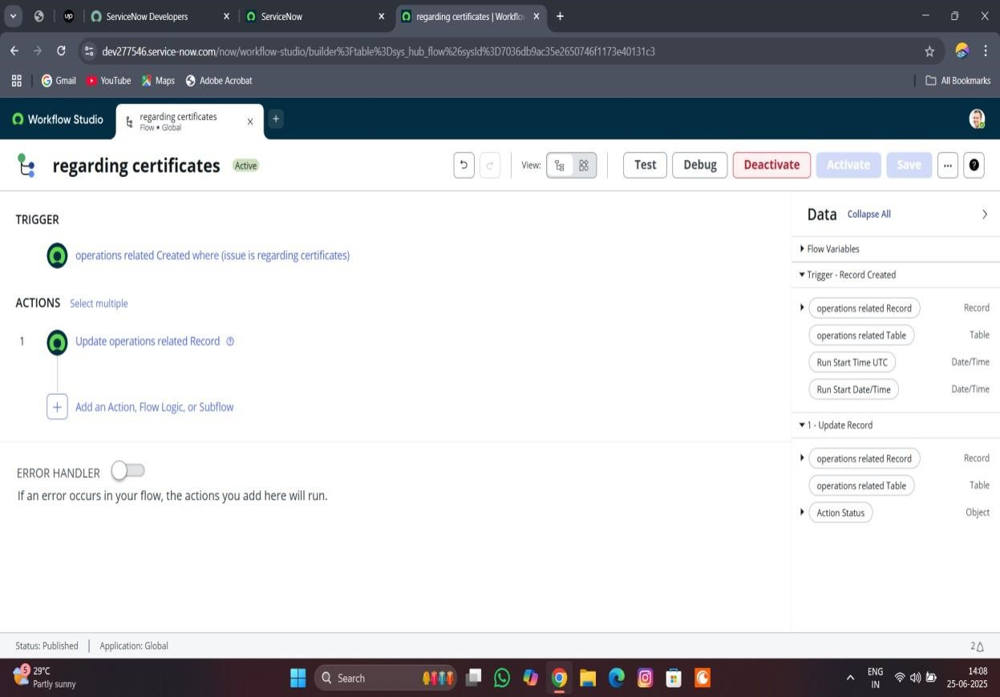 up
ServiceNow Developers
ServiceNow
regarding certificates | Workflo
dev277546.service-now.com/now/workflow-studio/builder%3Ftable%3Dsys_hub_flow%26sysId%3D7036db9ac35e2650746f1173e40131c3
Gmail YouTube Maps Adobe Acrobat All Bookmarks
Workflow Studio
regarding certificates
Flow • Global
regarding certificates Active
View:
Test Debug Deactivate Activate Save ... ?
TRIGGER
operations related Created where (issue is regarding certificates)
ACTIONS Select multiple
1 Update operations related Record
Add an Action, Flow Logic, or Subflow
ERROR HANDLER
If an error occurs in your flow, the actions you add here will run.
Data Collapse All
Flow Variables
Trigger - Record Created
operations related Record Record
operations related Table Table
Run Start Time UTC Date/Time
Run Start Date/Time Date/Time
1 - Update Record
operations related Record Record
operations related Table Table
Action Status Object
Status: Published Application: Global 2
5 29°C
Partly sunny
Search
ENG
IN
14:08
25-06-2025